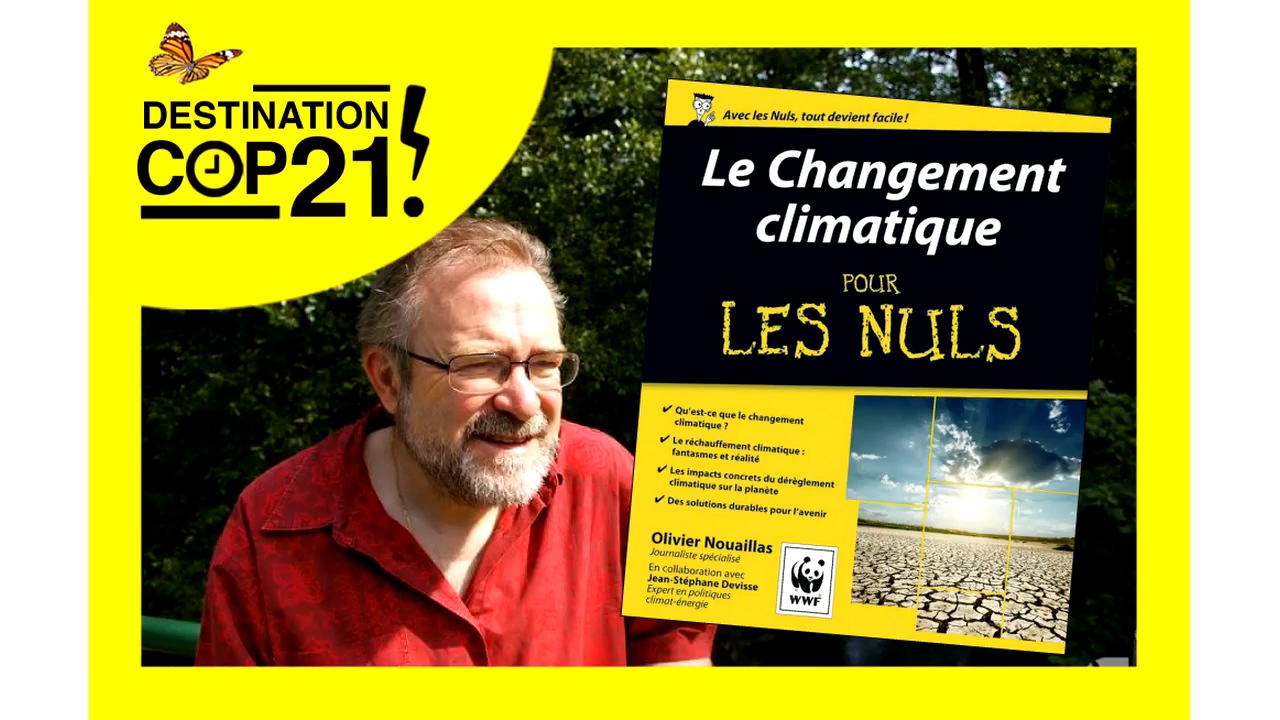 DESTINATION
COP21!
Avec les Nuls, tout devient facile!
Le Changement
climatique
POUR
LES NULS
✔ Qu'est-ce que le changement
climatique ?
✔ Le réchauffement climatique :
fantasmes et réalité
✔ Les impacts concrets du dérèglement
climatique sur la planète
✔ Des solutions durables pour l'avenir
Olivier Nouaillas
Journaliste spécialisé
En collaboration avec
Jean-Stéphane Devisse
Expert en politiques
climat-énergie
WWF